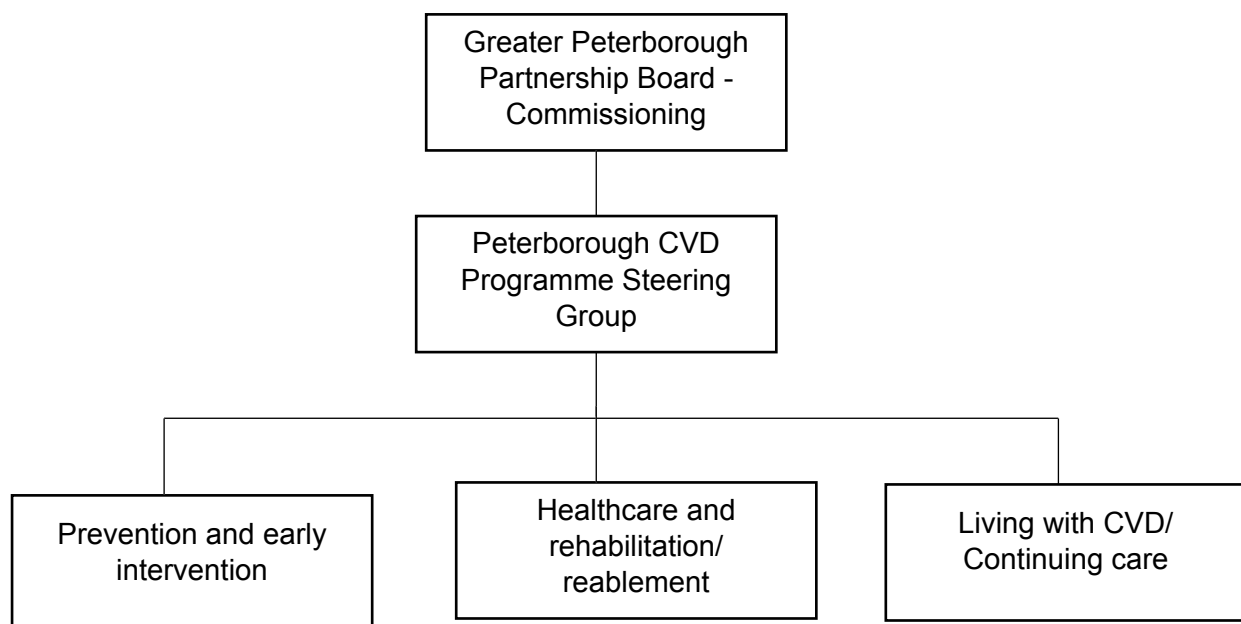 Greater Peterborough
Partnership Board -
Commissioning
Peterborough CVD
Programme Steering
Group
Prevention and early
intervention
Healthcare and
rehabilitation/
reablement
Living with CVD/
Continuing care